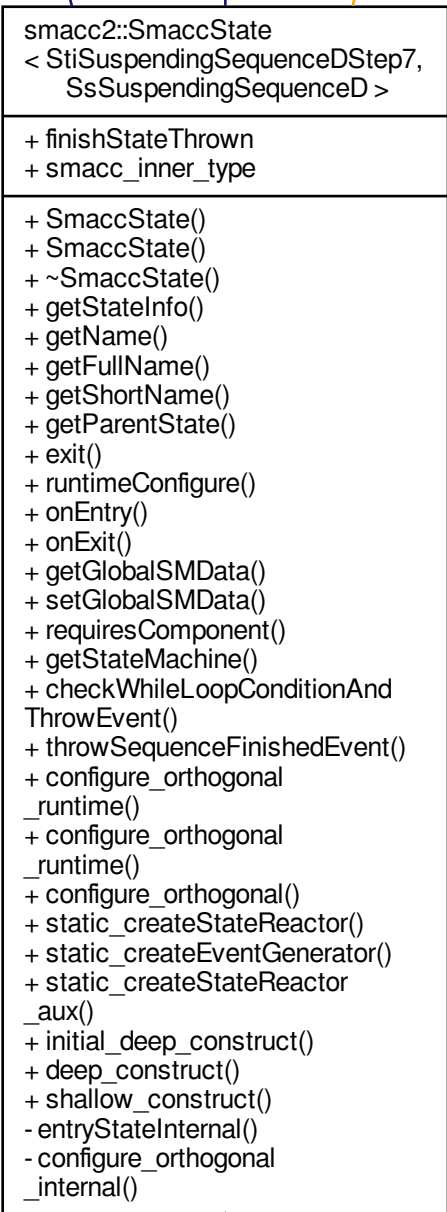 smacc2::SmaccState
< StiSuspendingSequenceDStep7,
SsSuspendingSequenceD >
+ finishStateThrown
+ smacc_inner_type
+ SmaccState()
+ SmaccState()
+ ~SmaccState()
+ getStateInfo()
+ getName()
+ getFullName()
+ getShortName()
+ getParentState()
+ exit()
+ runtimeConfigure()
+ onEntry()
+ onExit()
+ getGlobalSMData()
+ setGlobalSMData()
+ requiresComponent()
+ getStateMachine()
+ checkWhileLoopConditionAnd
ThrowEvent()
+ throwSequenceFinishedEvent()
+ configure_orthogonal
_runtime()
+ configure_orthogonal
_runtime()
+ configure_orthogonal()
+ static_createStateReactor()
+ static_createEventGenerator()
+ static_createStateReactor
_aux()
+ initial_deep_construct()
+ deep_construct()
+ shallow_construct()
- entryStateInternal()
- configure_orthogonal
_internal()